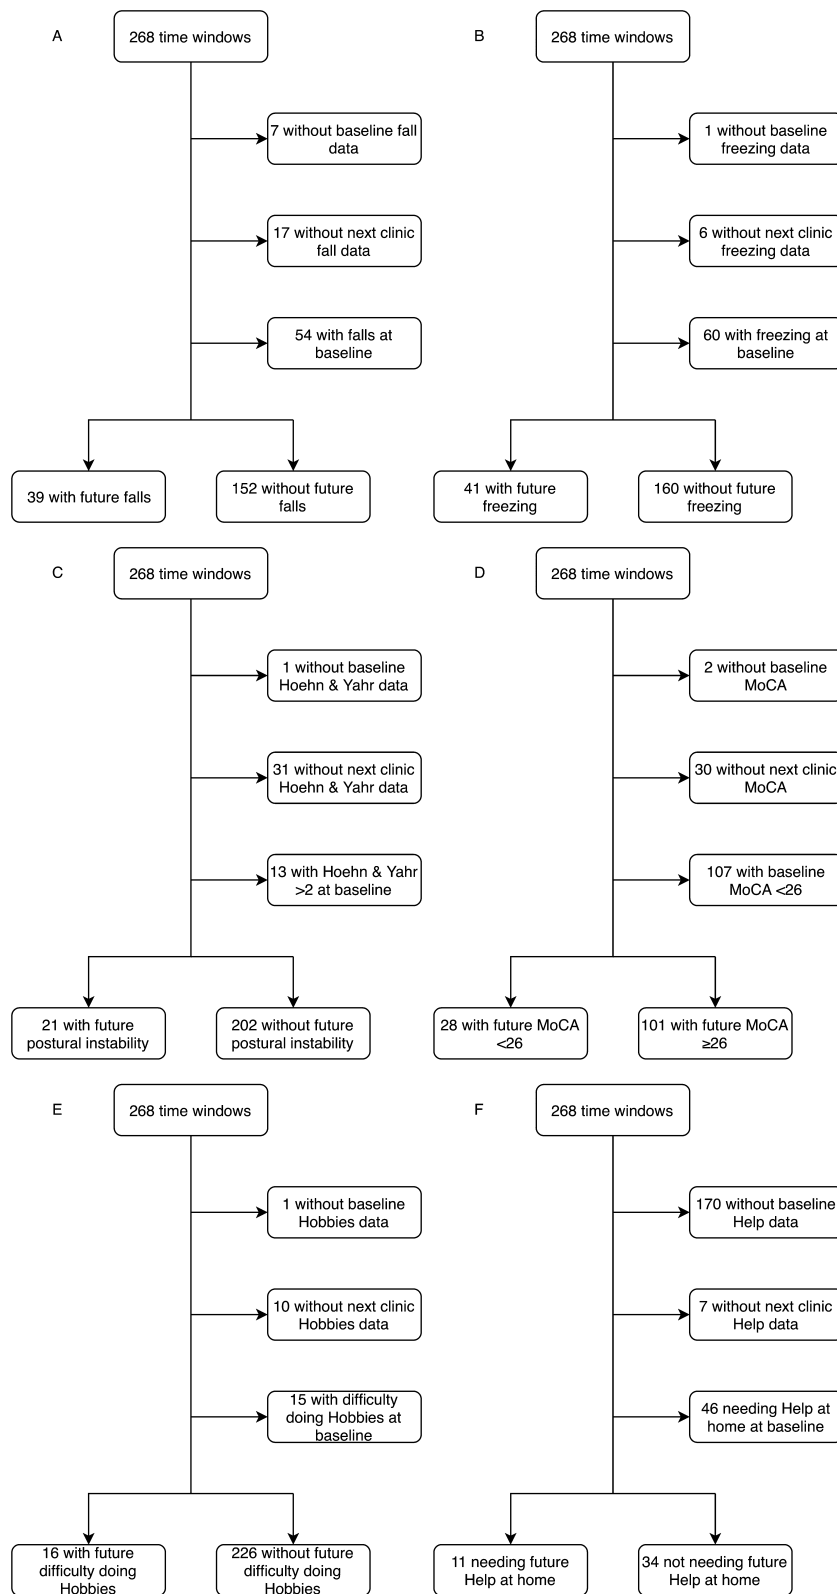 A
268 time windows
7 without baseline fall
data
17 without next clinic
fall data
54 with falls at
baseline
39 with future falls
152 without future
falls
B
268 time windows
1 without baseline
freezing data
6 without next clinic
freezing data
60 with freezing at
baseline
41 with future
freezing
160 without future
freezing
C
268 time windows
1 without baseline
Hoehn & Yahr data
31 without next clinic
Hoehn & Yahr data
13 with Hoehn & Yahr
>2 at baseline
21 with future
postural instability
202 without future
postural instability
D
268 time windows
2 without baseline
MoCA
30 without next clinic
MoCA
107 with baseline
MoCA <26
28 with future MoCA
<26
101 with future MoCA
≥26
E
268 time windows
1 without baseline
Hobbies data
10 without next clinic
Hobbies data
15 with difficulty
doing Hobbies at
baseline
16 with future
difficulty doing
Hobbies
226 without future
difficulty doing
Hobbies
F
268 time windows
170 without baseline
Help data
7 without next clinic
Help data
46 needing Help at
home at baseline
11 needing future
Help at home
34 not needing future
Help at home